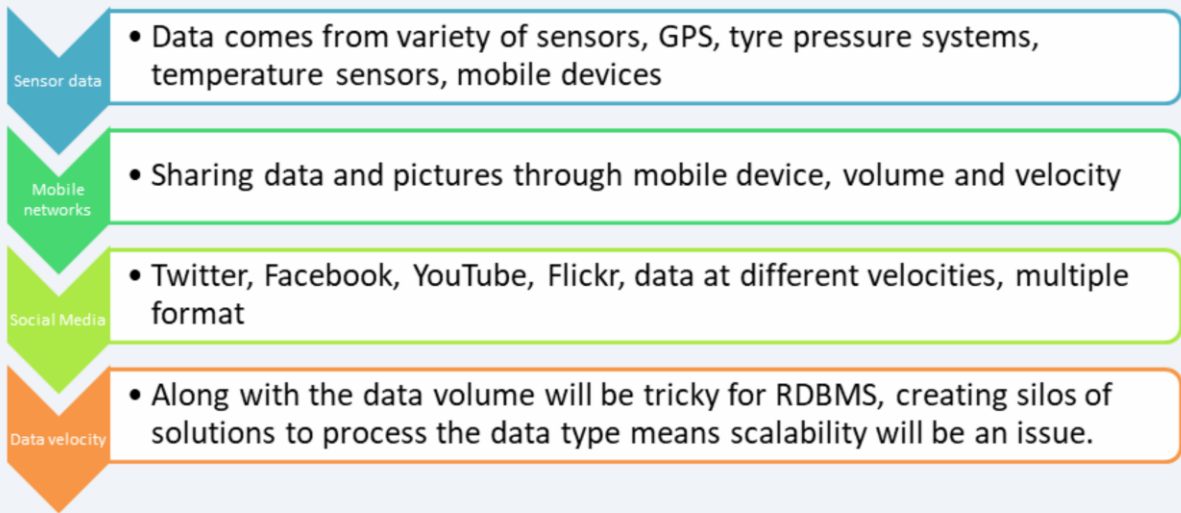 Sensor data
• Data comes from variety of sensors, GPS, tyre pressure systems,
temperature sensors, mobile devices
Mobile
networks
• Sharing data and pictures through mobile device, volume and velocity
Social Media
• Twitter, Facebook, YouTube, Flickr, data at different velocities, multiple
format
Data velocity
• Along with the data volume will be tricky for RDBMS, creating silos of
solutions to process the data type means scalability will be an issue.